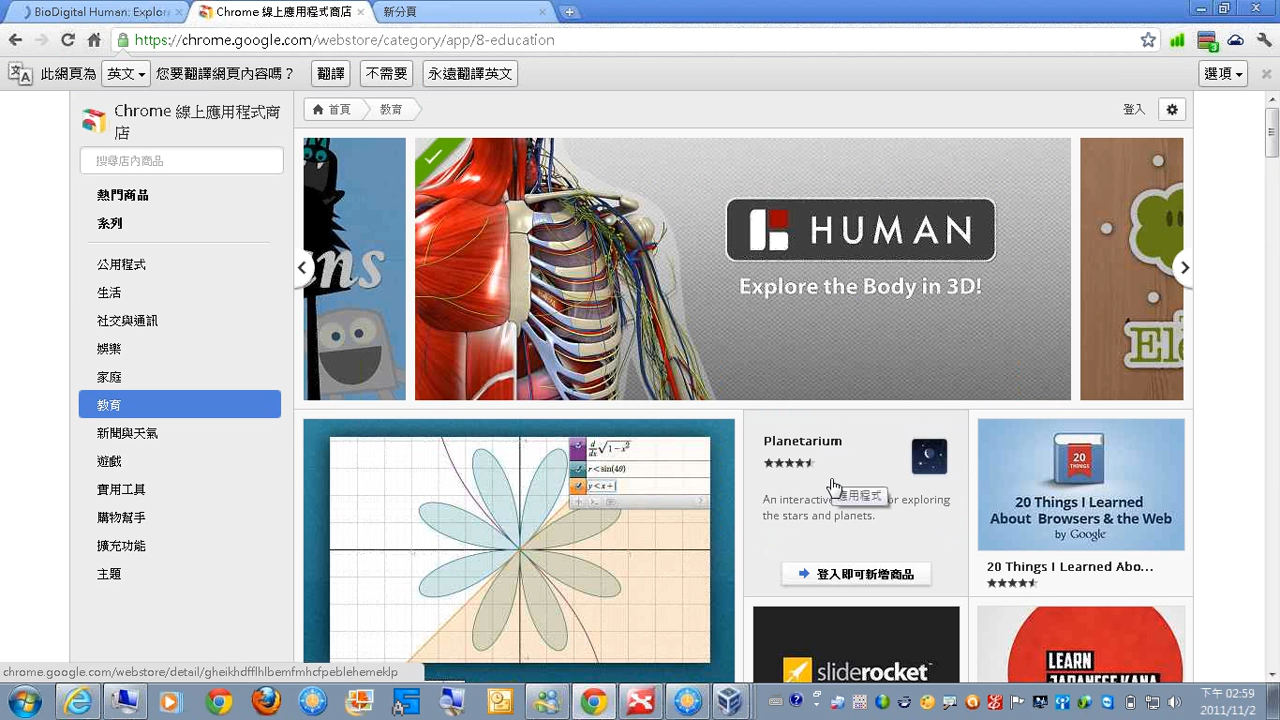 BioDigital Human: Explor
Chrome 線上應用程式商店
新分頁
https://chrome.google.com/webstore/category/app/8-education
此網頁為 英文 您要翻譯網頁內容嗎？ 翻譯 不需要 永遠翻譯英文 選項
Chrome 線上應用程式商
店
搜尋店內商品
熱門商品
系列
公用程式
生活
社交與通訊
娛樂
家庭
教育
新聞與天氣
遊戲
實用工具
購物幫手
擴充功能
主題
首頁 教育 登入
ens
HUMAN
Explore the Body in 3D!
El
d/dx √1−x²
r<sin(4θ)
y<x+
Planetarium
An interactive
應用程式
or exploring
the stars and planets.
登入即可新增商品
20
THINGS
20 Things I Learned
About Browsers & the Web
by Google
20 Things I Learned Abo...
sliderocket
LEARN
JAPANESE KANA
chrome.google.com/webstore/detail/gheikhdfflhlbemfmhcfpeblehemeklp
下午 02:59
2011/11/2